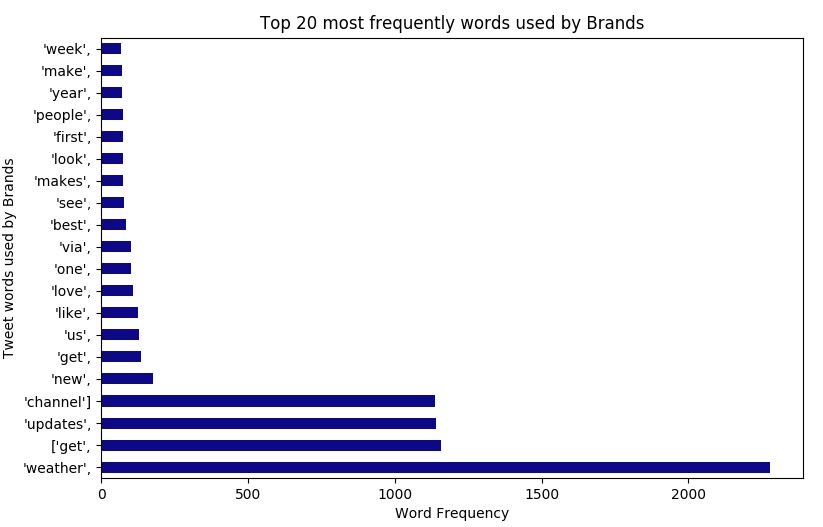 Top 20 most frequently words used by Brands
'week',
'make',
'year',
'people',
'first',
'look',
'makes',
'see',
'best',
'via',
'one',
'love',
'like',
'us',
'get',
'new',
'channel']
'updates',
['get',
'weather',
Tweet words used by Brands
0 500 1000 1500 2000
Word Frequency